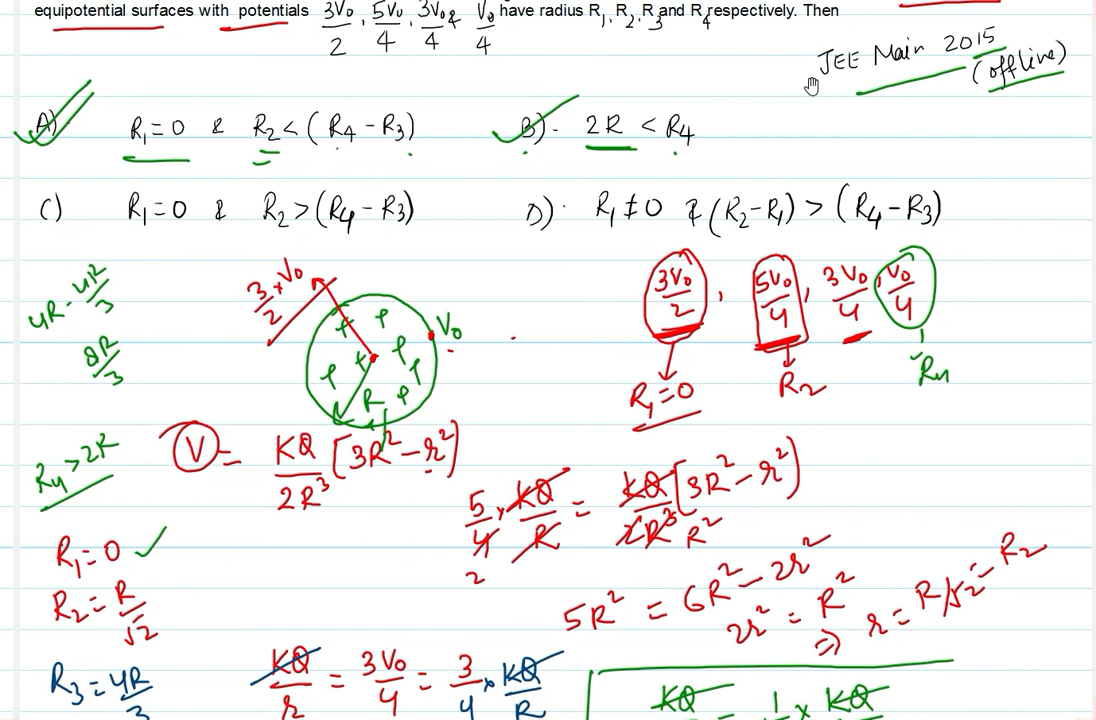 equipotential surfaces with potentials 3V₀/2, 5V₀/4, 3V₀/4 & V₀/4 have radius R₁, R₂, R₃ and R₄ respectively. Then
JEE Main 2015
(offline)
A) R₁=0 & R₂<(R₄-R₃)
B). 2R < R₄
C) R₁=0 & R₂>(R₄-R₃)
D). R₁≠0 & (R₂-R₁) > (R₄-R₃)
4R-4R/3
8R/3
3/2 × V₀
ρ ρ ρ ρ ρ
R
V₀
3V₀/2, 5V₀/4, 3V₀/4, V₀/4
R₁=0
R₂
R₄
R₄>2R
V = KQ/2R³ [3R²-r²]
5/4 × KQ/R = KQ/2R³ [3R²-r²)
2
R²
5R² = 6R²-2r²
2r² = R²
⇒ r = R/√2 = R₂
R₁=0 ✓
R₂=R/√2
R₃=4R/3
KQ/r = 3V₀/4 = 3/4 × KQ/R
KQ = 1 × KQ